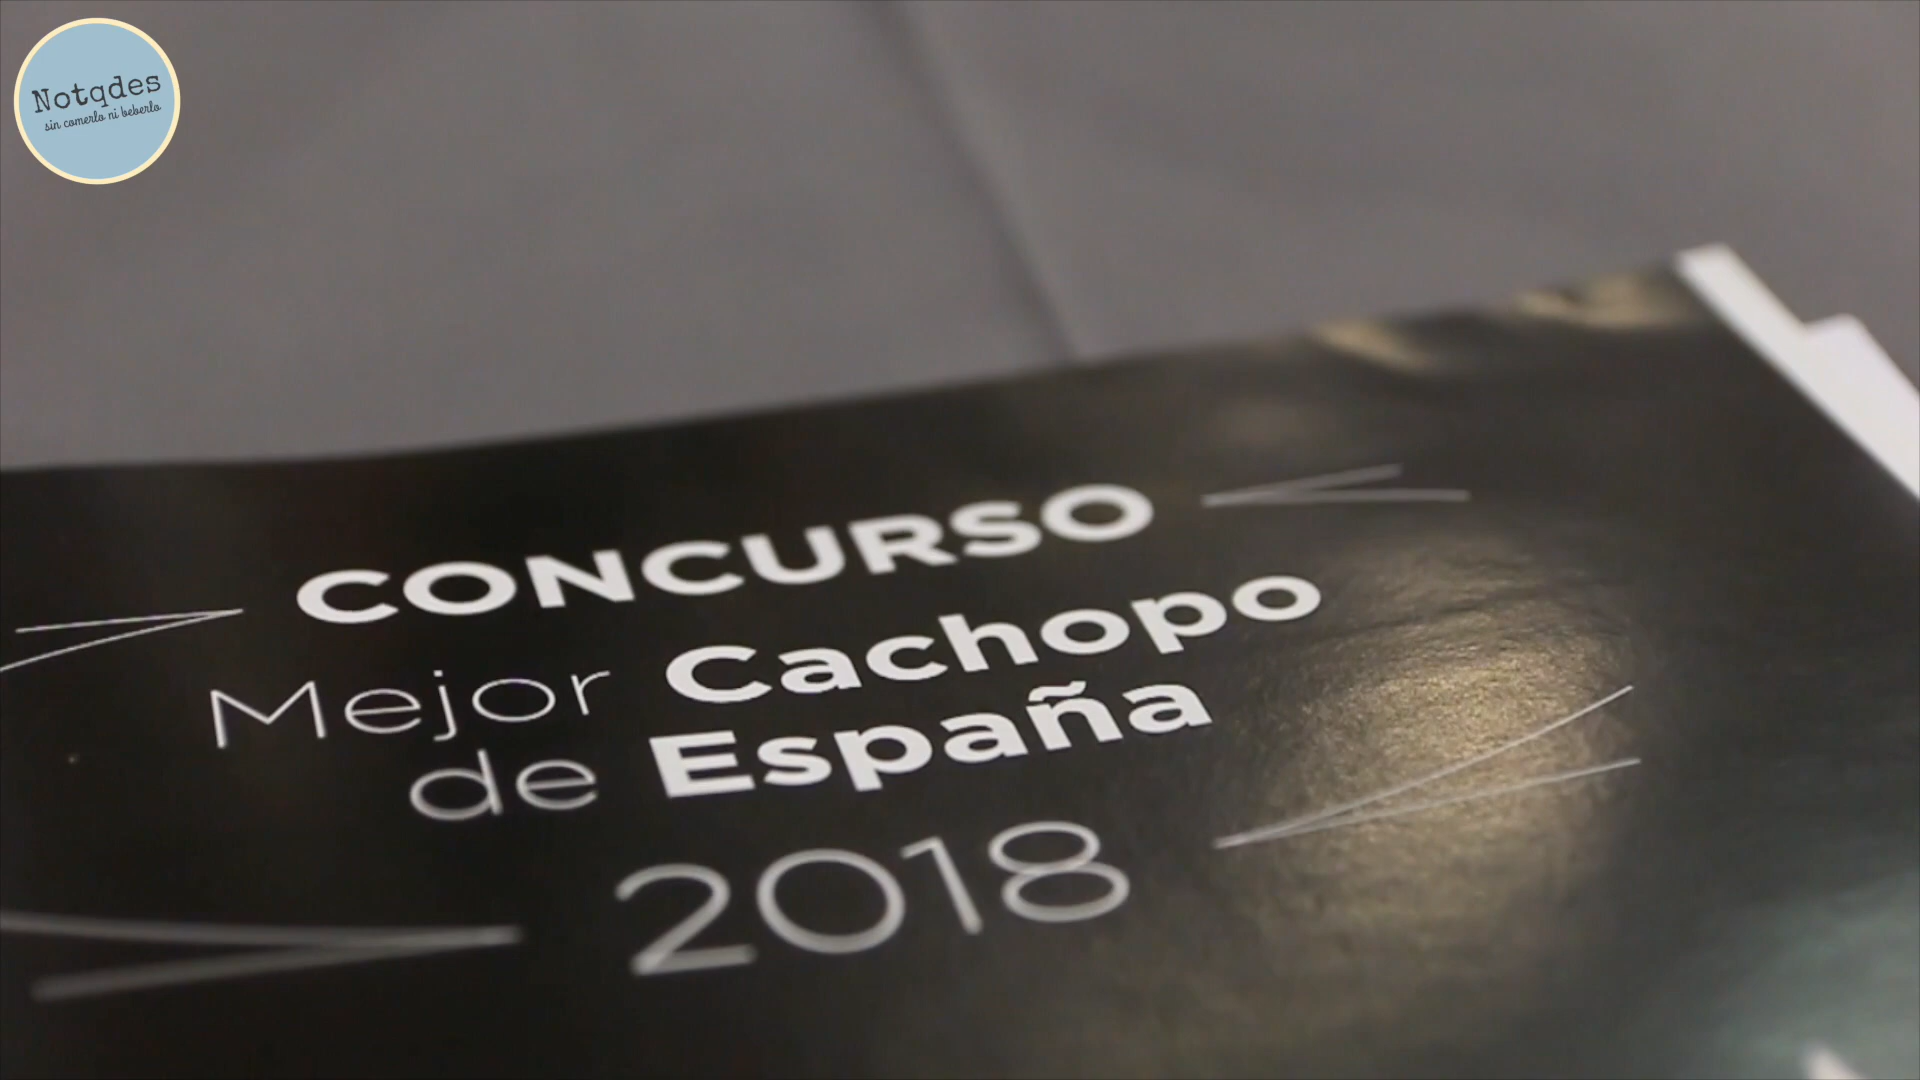 Notqdes
sin comerlo ni beberlo
CONCURSO
Mejor Cachopo
de España
2018